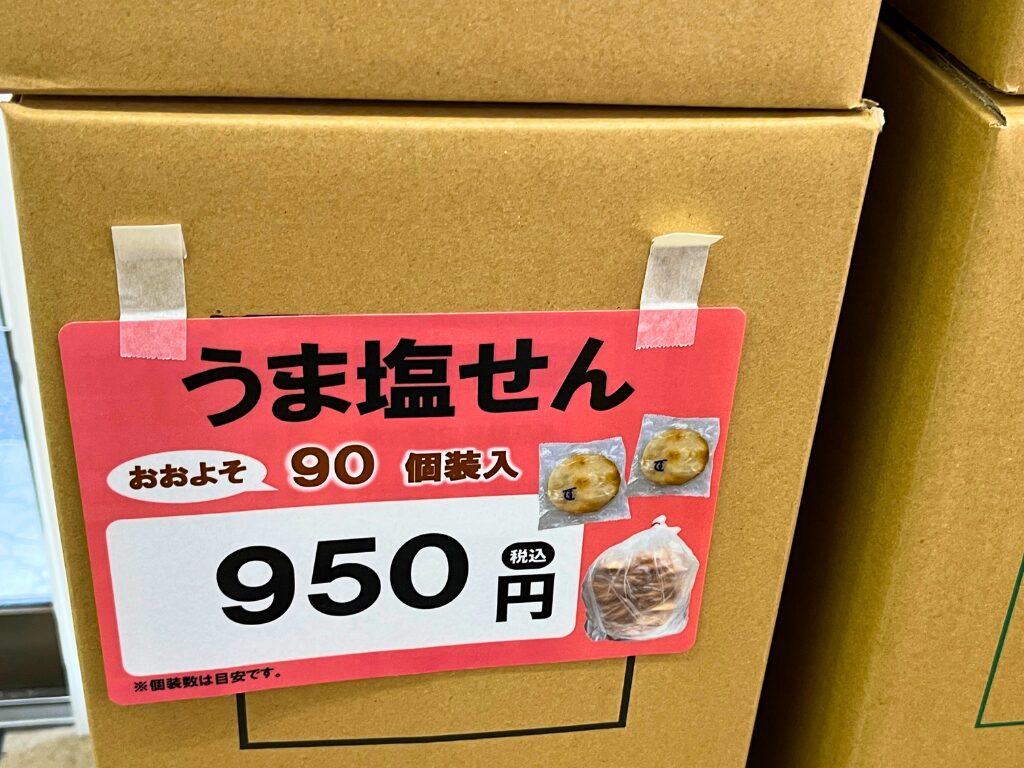 うま塩せん
おおよそ 90 個装入
950 税込 円
※個装数は目安です。